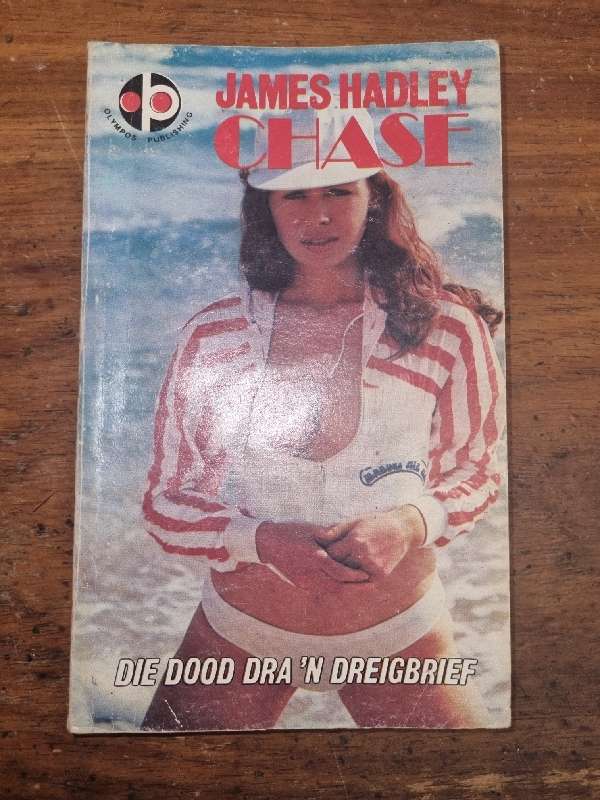 OLYMPOS PUBLISHING
JAMES HADLEY
CHASE
DIE DOOD DRA 'N DREIGBRIEF